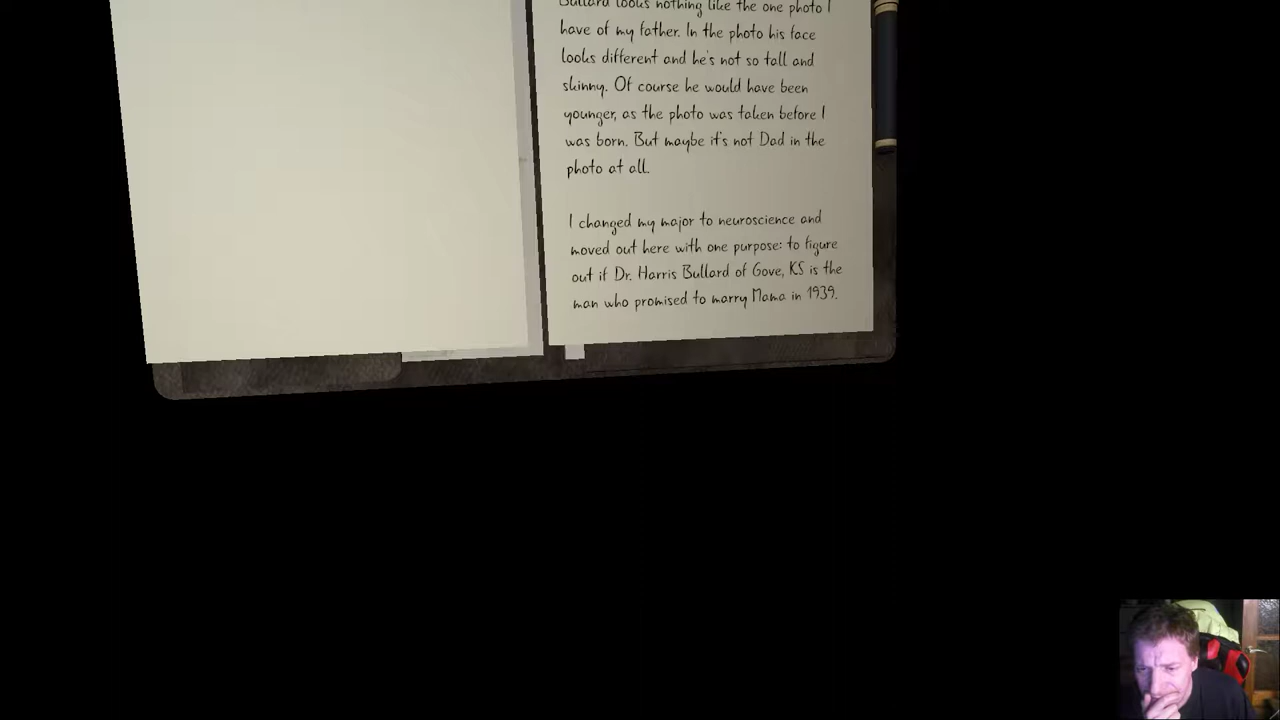 Bullard looks nothing like the one photo I
have of my father. In the photo his face
looks different and he's not so tall and
skinny. Of course he would have been
younger, as the photo was taken before I
was born. But maybe it's not Dad in the
photo at all.
I changed my major to neuroscience and
moved out here with one purpose: to figure
out if Dr. Harris Bullard of Gove, KS is the
man who promised to marry Mama in 1939.